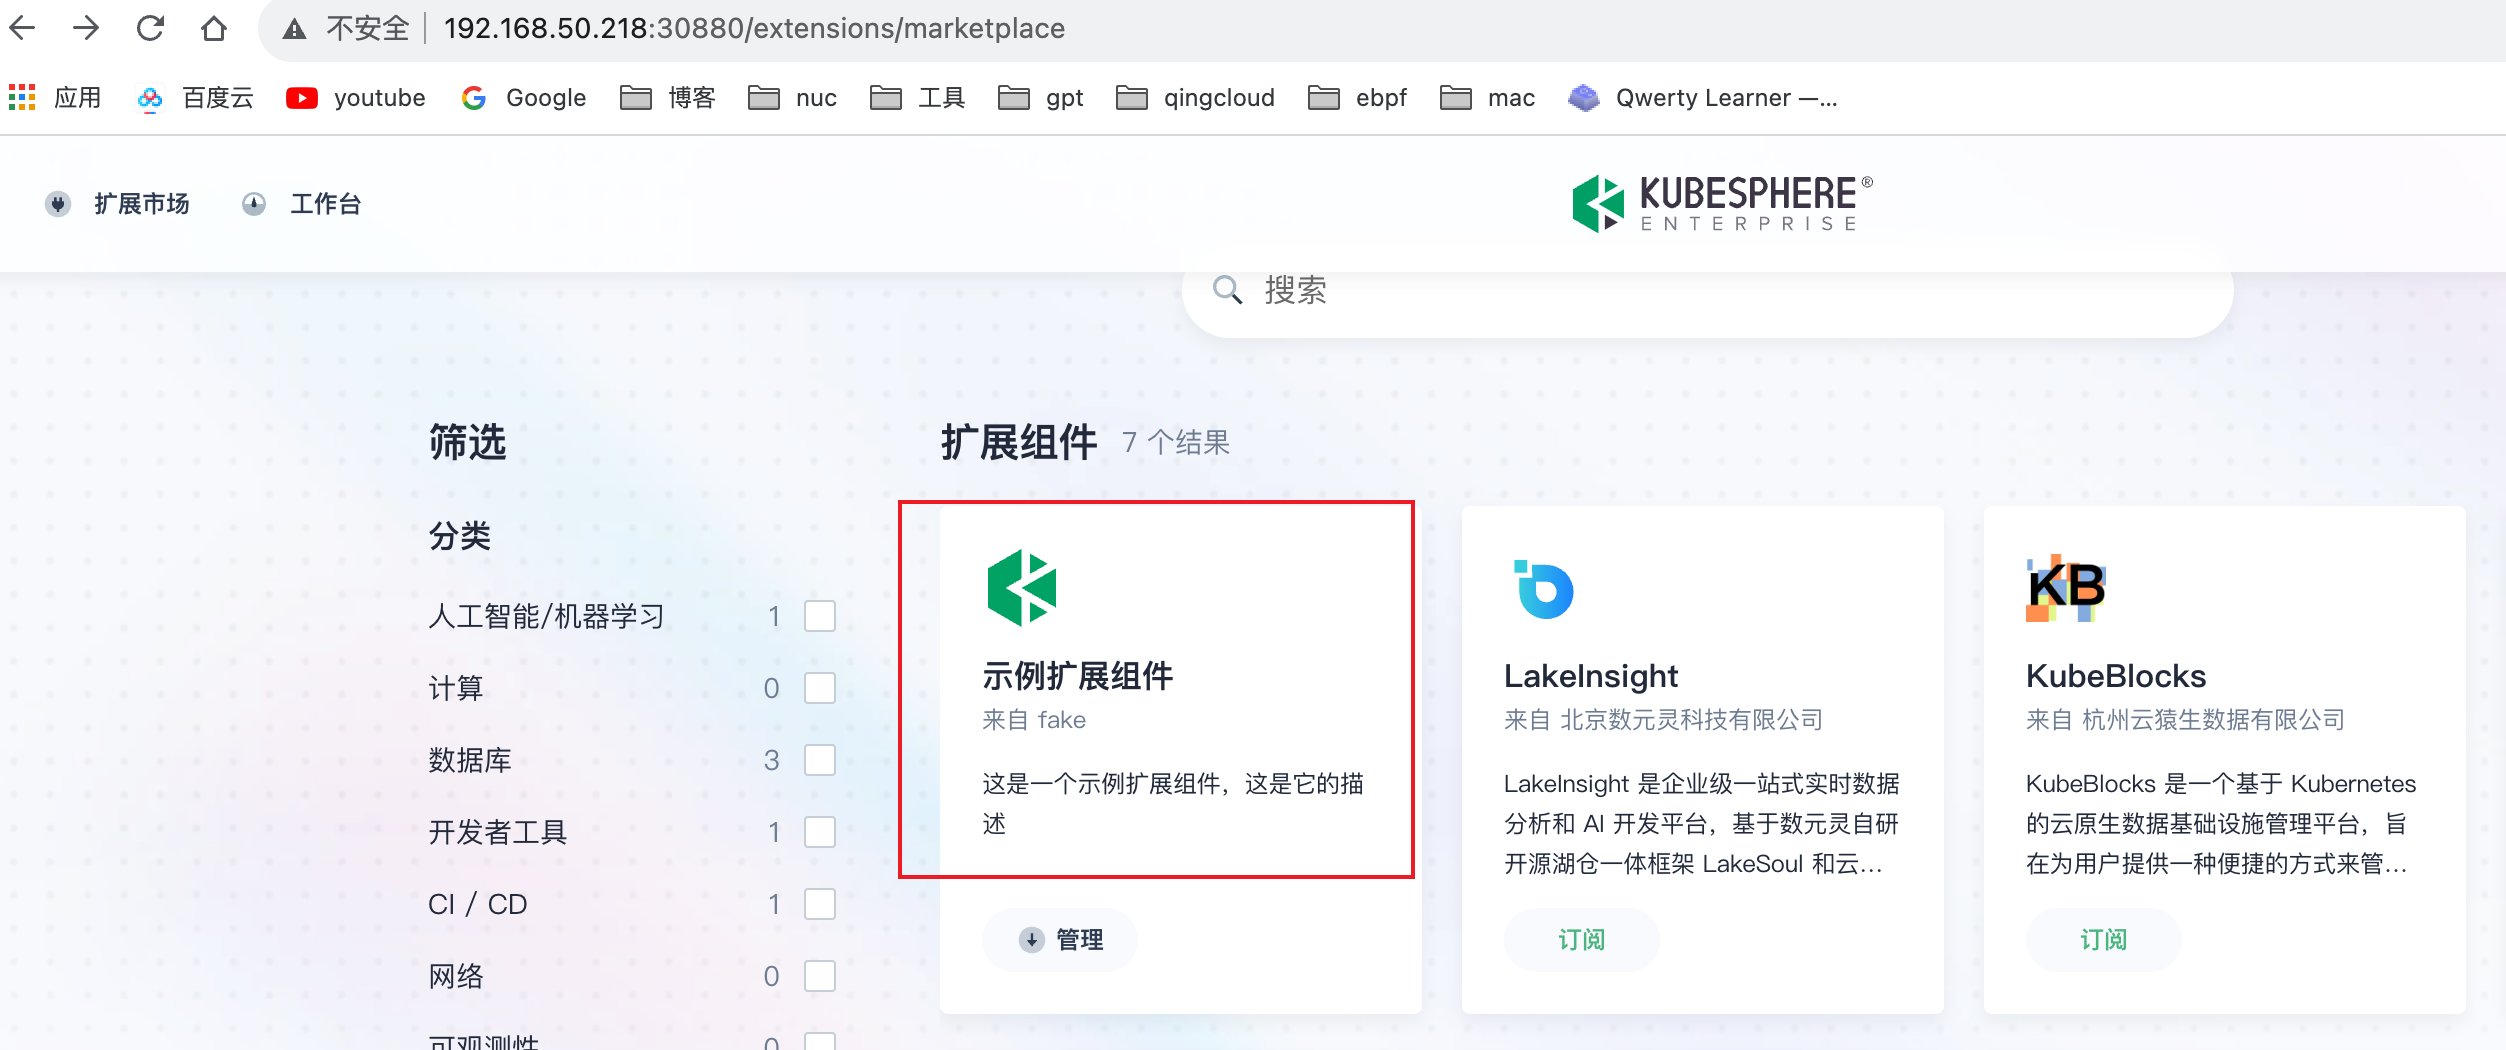 不安全 192.168.50.218:30880/extensions/marketplace
应用 百度云 youtube Google 博客 nuc 工具 gpt qingcloud ebpf mac Qwerty Learner —...
扩展市场 工作台
KUBESPHERE®
ENTERPRISE
搜索
筛选
分类
人工智能/机器学习 1
计算 0
数据库 3
开发者工具 1
CI / CD 1
网络 0
可观测性 0
扩展组件 7 个结果
示例扩展组件
来自 fake
这是一个示例扩展组件，这是它的描
述
管理
LakeInsight
来自 北京数元灵科技有限公司
LakeInsight 是企业级一站式实时数据
分析和 AI 开发平台，基于数元灵自研
开源湖仓一体框架 LakeSoul 和云...
订阅
KB
KubeBlocks
来自 杭州云猿生数据有限公司
KubeBlocks 是一个基于 Kubernetes
的云原生数据基础设施管理平台，旨
在为用户提供一种便捷的方式来管...
订阅